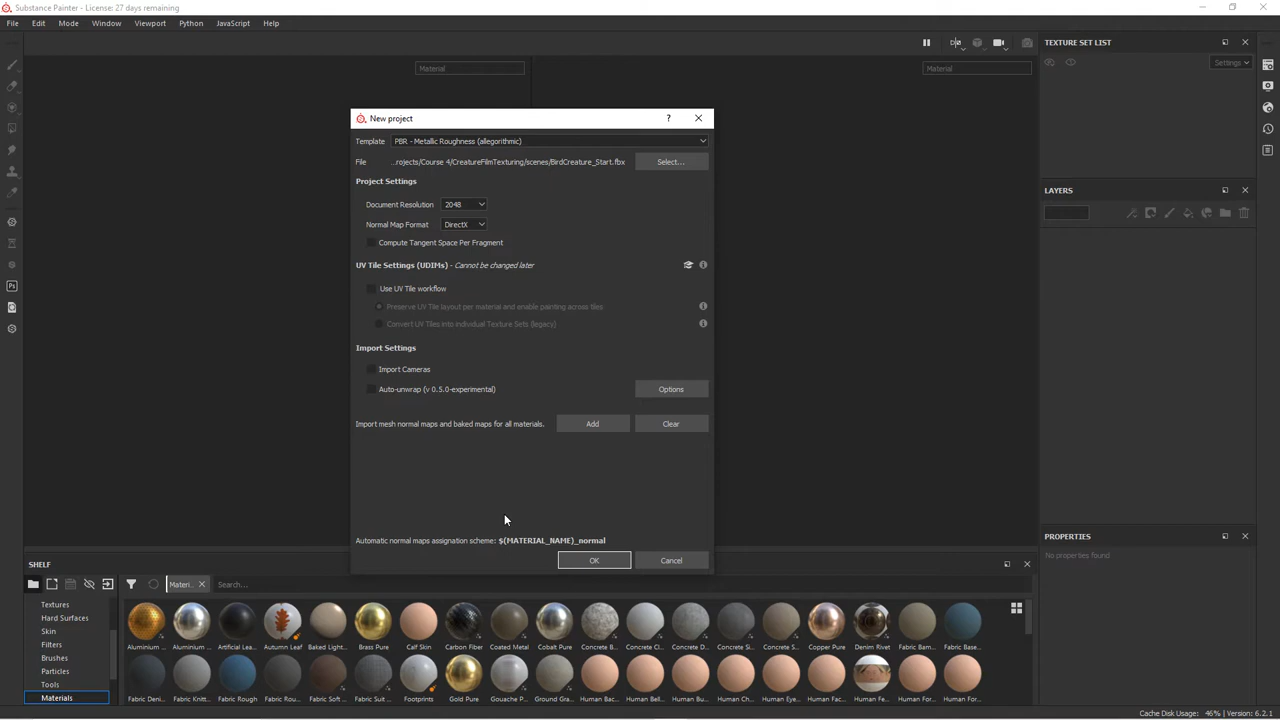 Substance Painter - License: 27 days remaining
File Edit Mode Window Viewport Python JavaScript Help
Material
Material
TEXTURE SET LIST
Settings
New project
?
Template PBR - Metallic Roughness (allegorithmic)
File ...rojects/Course 4/CreatureFilmTexturing/scenes/BirdCreature_Start.fbx Select...
Project Settings
Document Resolution 2048
Normal Map Format DirectX
Compute Tangent Space Per Fragment
UV Tile Settings (UDIMs) - Cannot be changed later
Use UV Tile workflow
Preserve UV Tile layout per material and enable painting across tiles
Convert UV Tiles into individual Texture Sets (legacy)
Import Settings
Import Cameras
Auto-unwrap (v 0.5.0-experimental) Options
Import mesh normal maps and baked maps for all materials. Add Clear
Automatic normal maps assignation scheme: $(MATERIAL_NAME)_normal
OK Cancel
LAYERS
PROPERTIES
No properties found
Ps
SHELF
Materi... Search...
Textures
Hard Surfaces
Skin
Filters
Brushes
Particles
Tools
Materials
Aluminium ... Aluminium ... Artificial Lea... Autumn Leaf Baked Light... Brass Pure Calf Skin Carbon Fiber Coated Metal Cobalt Pure Concrete B... Concrete Cl... Concrete D... Concrete Si... Concrete S... Copper Pure Denim Rivet Fabric Bam... Fabric Base...
Fabric Deni... Fabric Knitt... Fabric Rough Fabric Rou... Fabric Soft ... Fabric Suit ... Footprints Gold Pure Gouache P... Ground Gra... Human Bac... Human Bell... Human Bu... Human Ch... Human Eye... Human Fac... Human Fe... Human For... Human For...
Cache Disk Usage: 46% | Version: 6.2.1